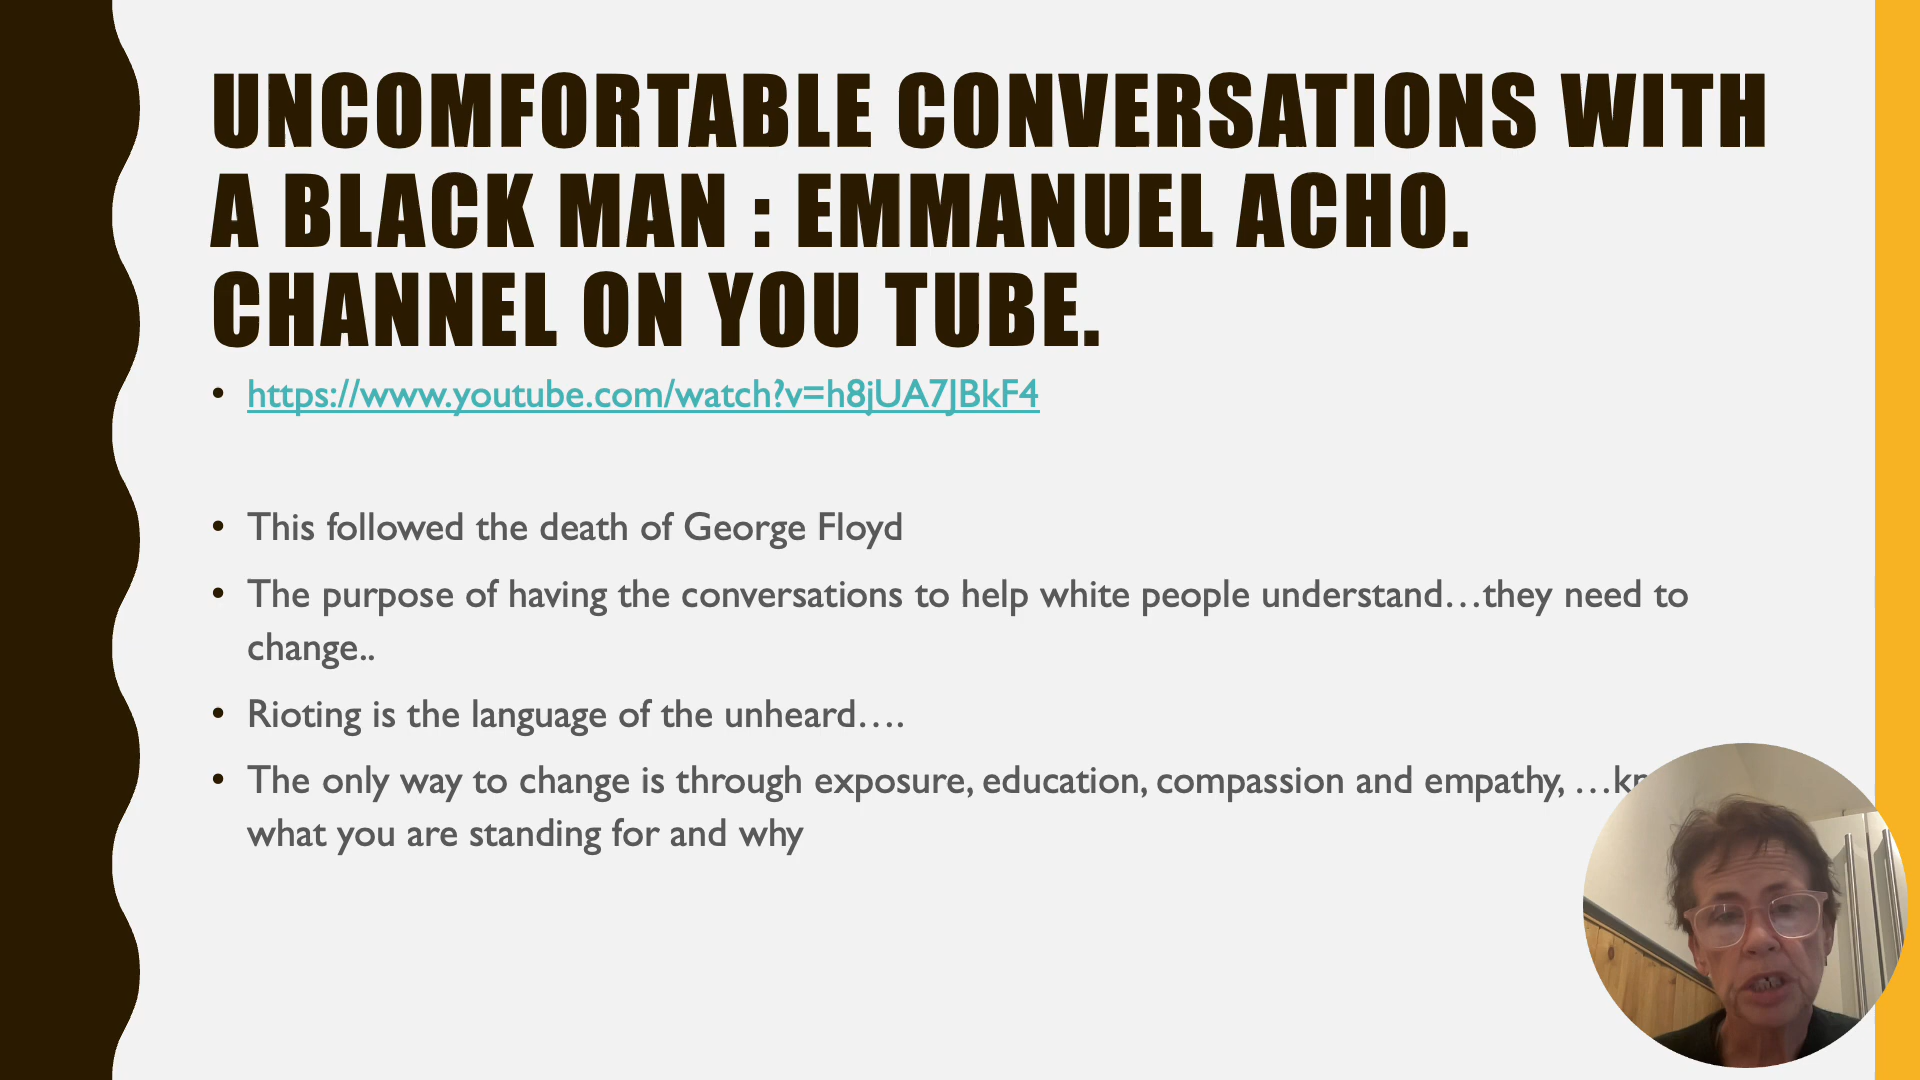 UNCOMFORTABLE CONVERSATIONS WITH
A BLACK MAN : EMMANUEL ACHO.
CHANNEL ON YOU TUBE.
• https://www.youtube.com/watch?v=h8jUA7JBkF4
• This followed the death of George Floyd
• The purpose of having the conversations to help white people understand…they need to
change..
• Rioting is the language of the unheard….
• The only way to change is through exposure, education, compassion and empathy, …
what you are standing for and why